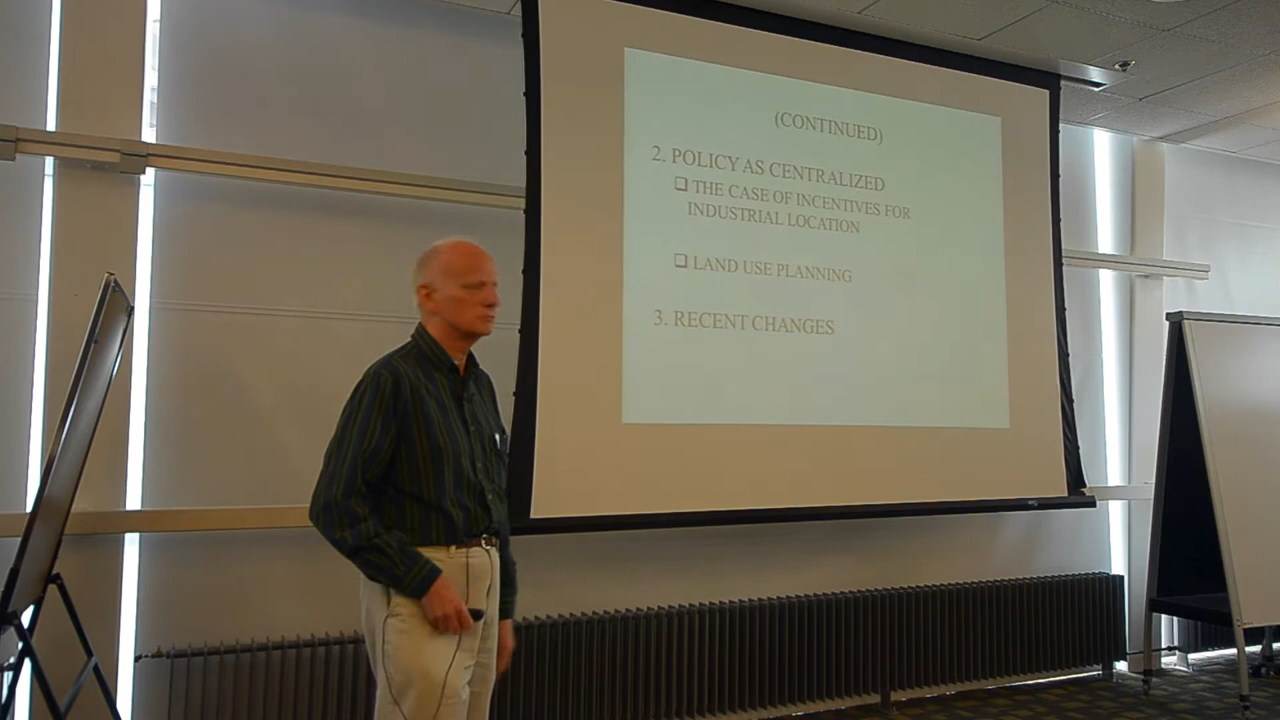 (CONTINUED)
2. POLICY AS CENTRALIZED
❑ THE CASE OF INCENTIVES FOR
INDUSTRIAL LOCATION
❑ LAND USE PLANNING
3. RECENT CHANGES